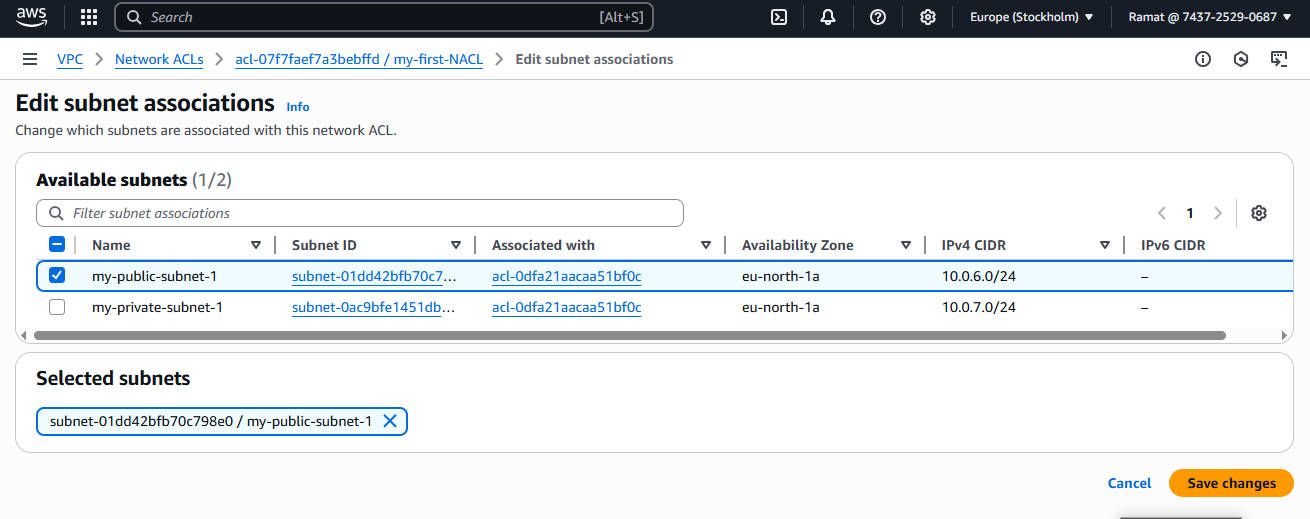 aws Search [Alt+S] Europe (Stockholm) Ramat @ 7437-2529-0687
VPC Network ACLs acl-07f7faef7a3bebffd / my-first-NACL Edit subnet associations
Edit subnet associations Info
Change which subnets are associated with this network ACL.
Available subnets (1/2)
Filter subnet associations 1
Name Subnet ID Associated with Availability Zone IPv4 CIDR IPv6 CIDR
my-public-subnet-1 subnet-01dd42bfb70c7... acl-0dfa21aacaa51bf0c eu-north-1a 10.0.6.0/24 –
my-private-subnet-1 subnet-0ac9bfe1451db... acl-0dfa21aacaa51bf0c eu-north-1a 10.0.7.0/24 –
Selected subnets
subnet-01dd42bfb70c798e0 / my-public-subnet-1
Cancel Save changes